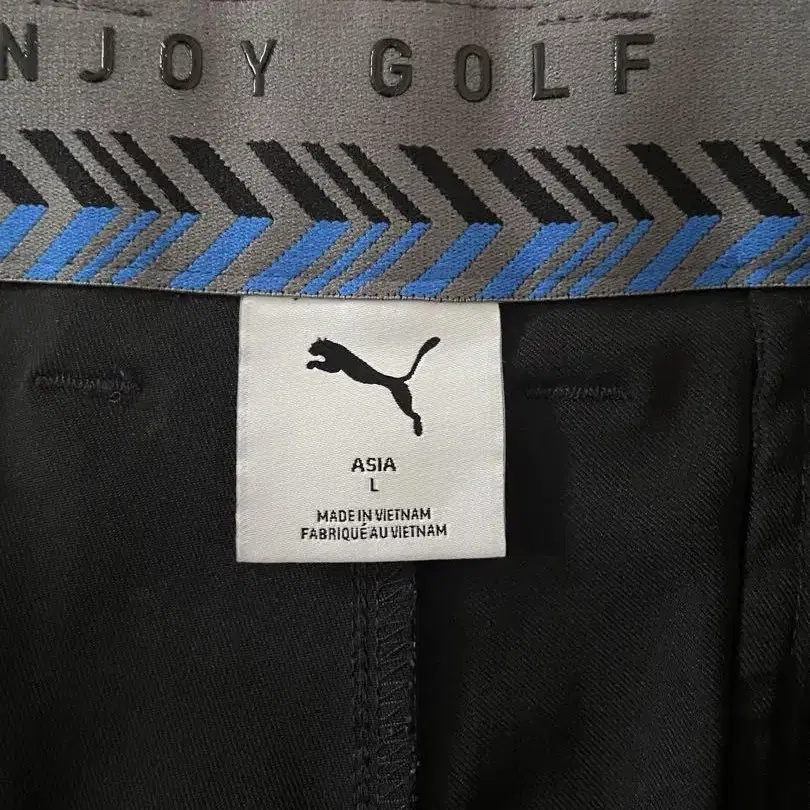 NJOY GOLF
ASIA
L
MADE IN VIETNAM
FABRIQUÉ AU VIETNAM